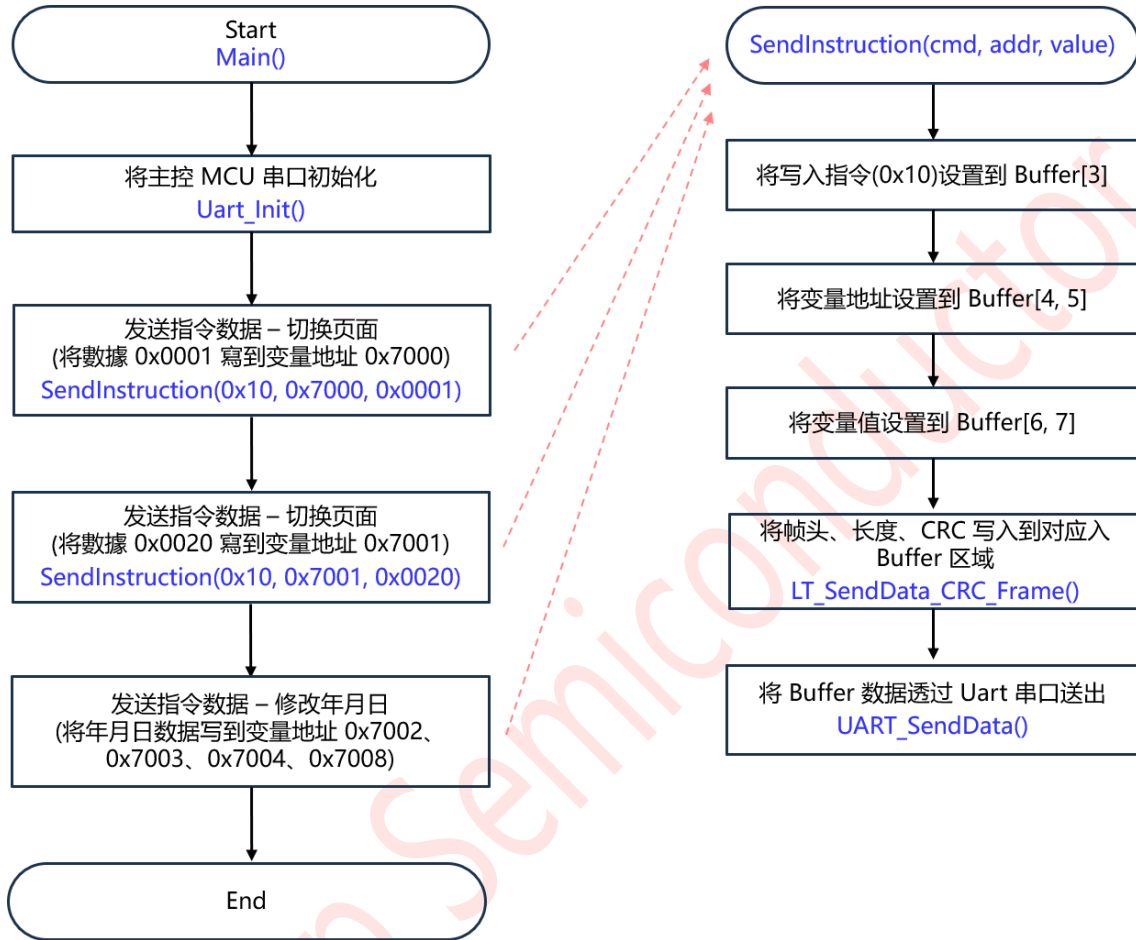 Start
Main()
将主控 MCU 串口初始化
Uart_Init()
发送指令数据 – 切换页面
(将數據 0x0001 寫到变量地址 0x7000)
SendInstruction(0x10, 0x7000, 0x0001)
发送指令数据 – 切换页面
(将數據 0x0020 寫到变量地址 0x7001)
SendInstruction(0x10, 0x7001, 0x0020)
发送指令数据 – 修改年月日
(将年月日数据写到变量地址 0x7002、
0x7003、0x7004、0x7008)
End
SendInstruction(cmd, addr, value)
将写入指令(0x10)设置到 Buffer[3]
将变量地址设置到 Buffer[4, 5]
将变量值设置到 Buffer[6, 7]
将帧头、长度、CRC 写入到对应入
Buffer 区域
LT_SendData_CRC_Frame()
将 Buffer 数据透过 Uart 串口送出
UART_SendData()
Semiconductor